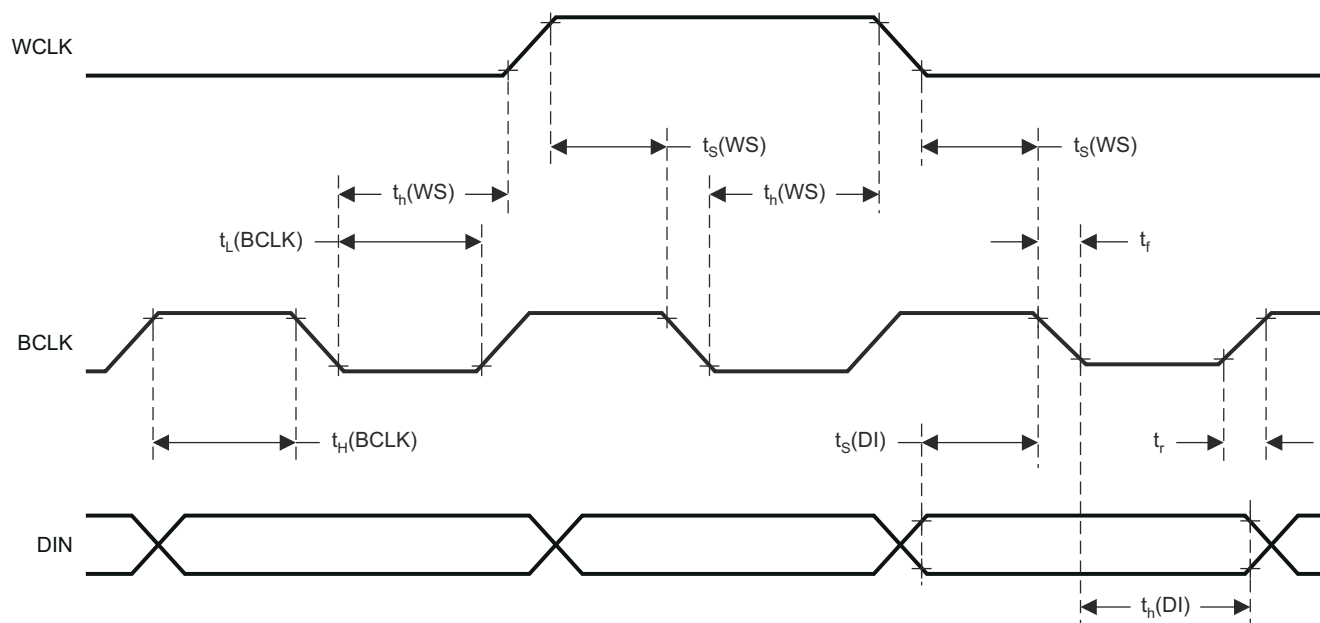 WCLK
tS(WS)
tS(WS)
th(WS)
th(WS)
tL(BCLK)
tf
BCLK
tH(BCLK)
tS(DI)
tr
DIN
th(DI)